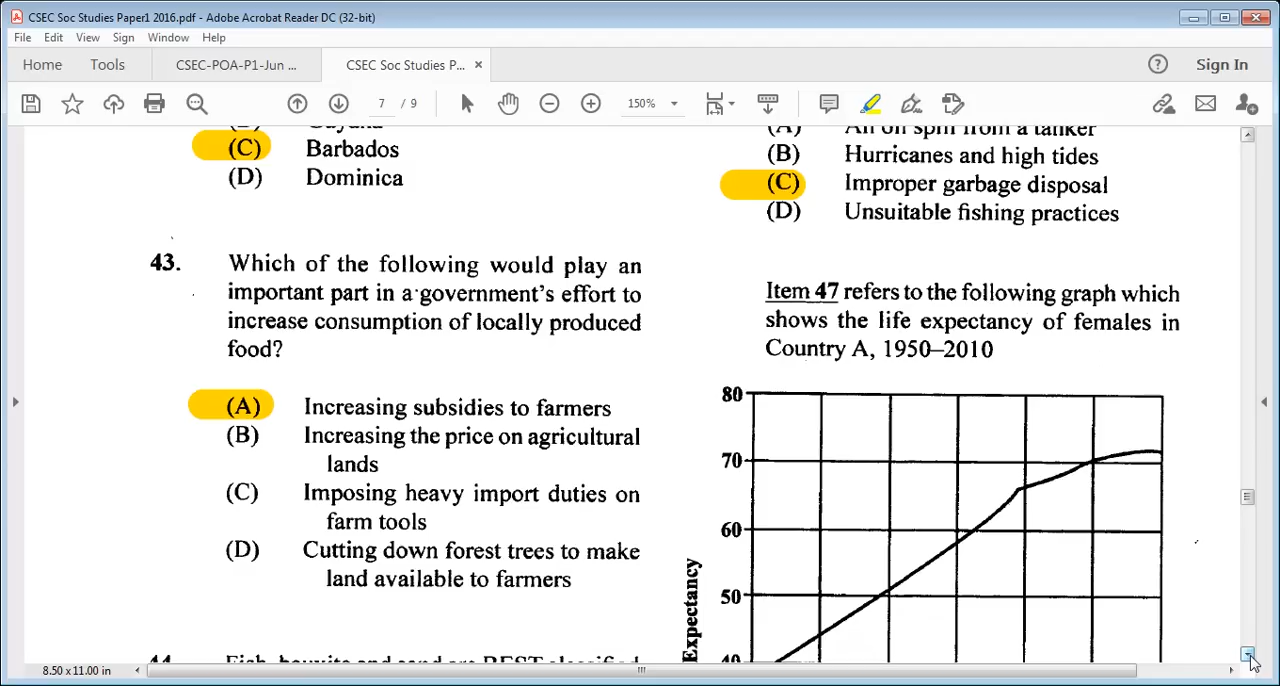 CSEC Soc Studies Paper1 2016.pdf - Adobe Acrobat Reader DC (32-bit)
File Edit View Sign Window Help
Home Tools CSEC-POA-P1-Jun ... CSEC Soc Studies P... × Sign In
7 / 9 150%
(C) Barbados
(D) Dominica
43. Which of the following would play an
important part in a government's effort to
increase consumption of locally produced
food?
(A) Increasing subsidies to farmers
(B) Increasing the price on agricultural
lands
(C) Imposing heavy import duties on
farm tools
(D) Cutting down forest trees to make
land available to farmers
(A) An oil spill from a tanker
(B) Hurricanes and high tides
(C) Improper garbage disposal
(D) Unsuitable fishing practices
Item 47 refers to the following graph which
shows the life expectancy of females in
Country A, 1950–2010
80
70
60
50
40
Expectancy
8.50 x 11.00 in